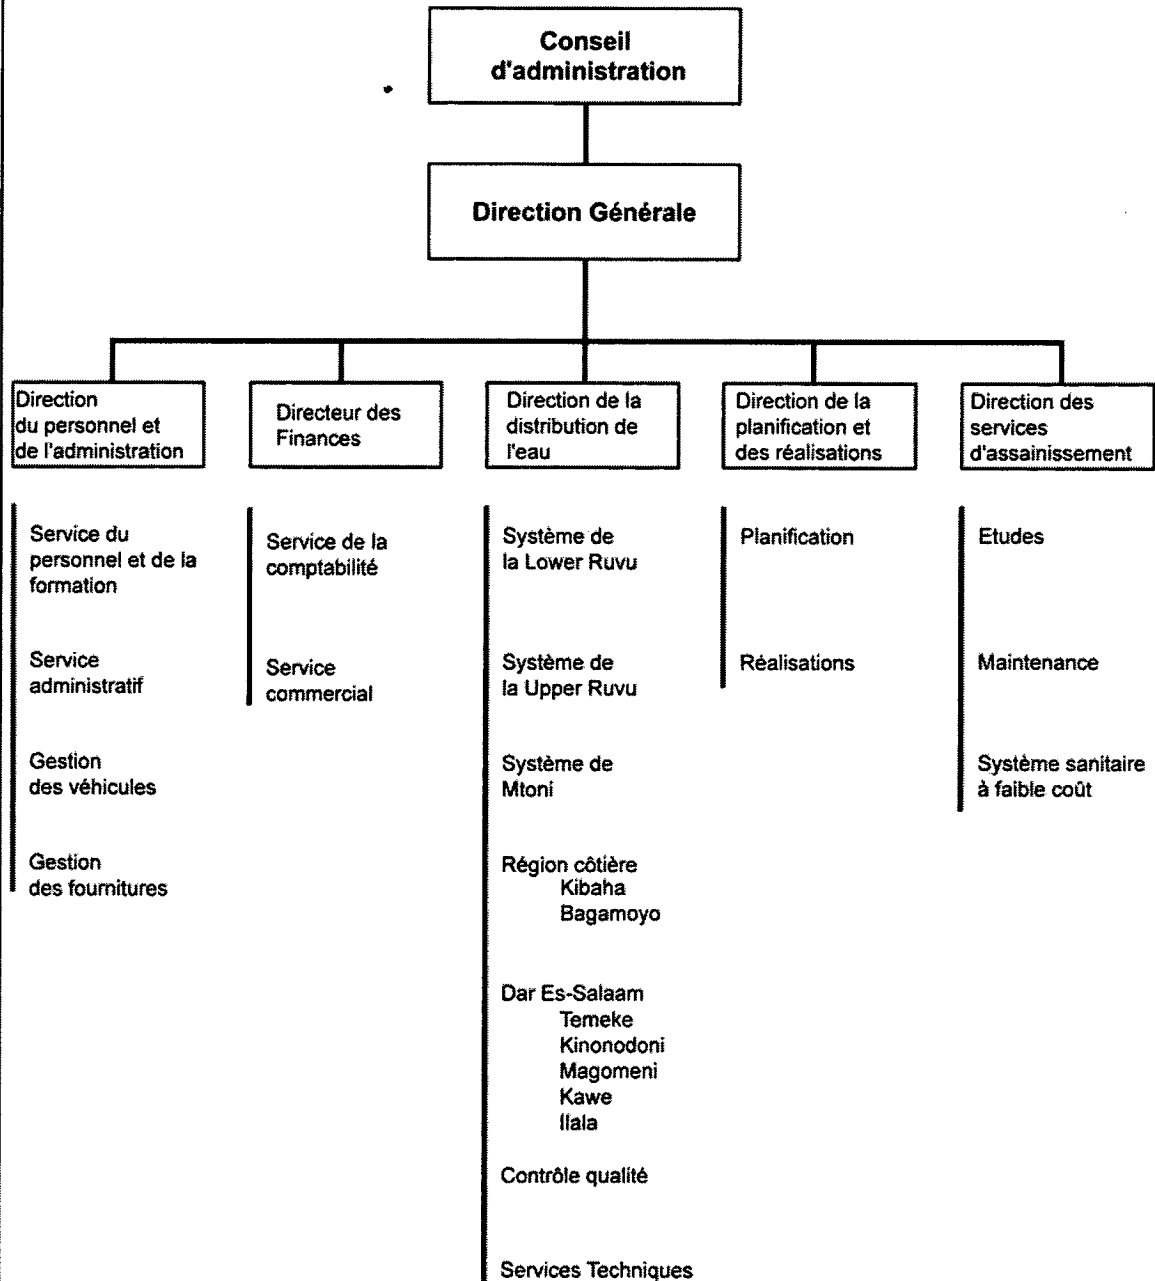 Conseil
d'administration
Direction Générale
Direction
du personnel et
de l'administration
Service du
personnel et de la
formation
Service
administratif
Gestion
des véhicules
Gestion
des fournitures
Directeur des
Finances
Service de la
comptabilité
Service
commercial
Direction de la
distribution de
l'eau
Système de
la Lower Ruvu
Système de
la Upper Ruvu
Système de
Mtoni
Région côtière
Kibaha
Bagamoyo
Dar Es-Salaam
Temeke
Kinonodoni
Magomeni
Kawe
Ilala
Contrôle qualité
Services Techniques
Direction de la
planification et
des réalisations
Planification
Réalisations
Direction des
services
d'assainissement
Etudes
Maintenance
Système sanitaire
à faible coût